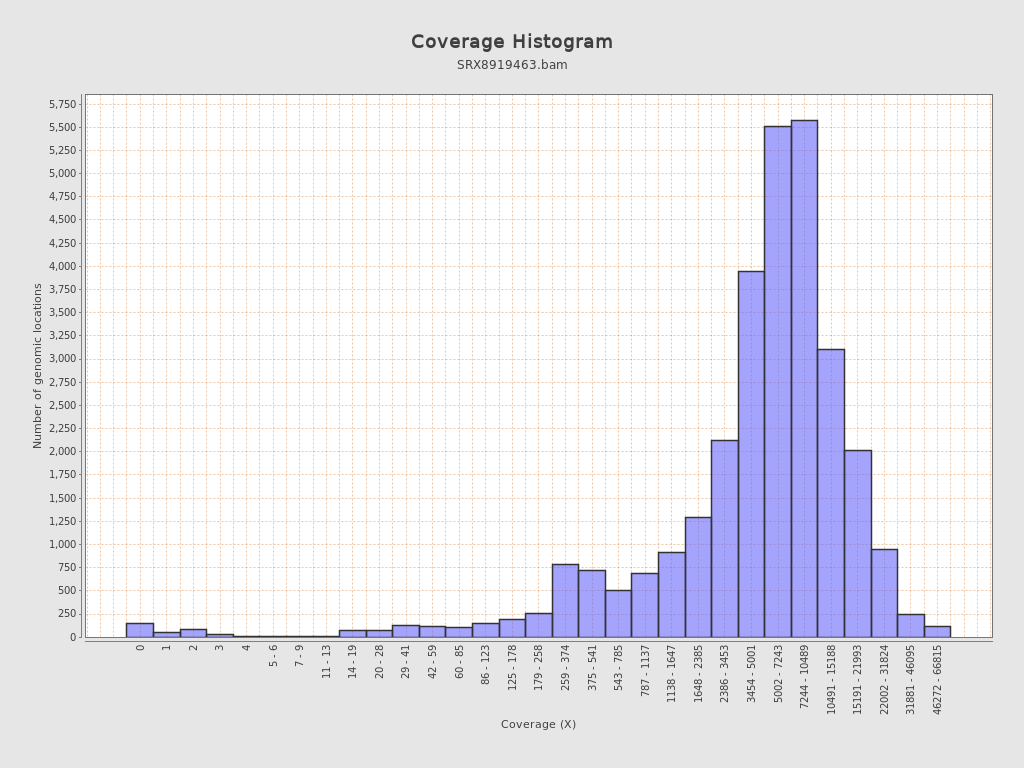 Coverage Histogram
SRX8919463.bam
Number of genomic locations
5,750
5,500
5,250
5,000
4,750
4,500
4,250
4,000
3,750
3,500
3,250
3,000
2,750
2,500
2,250
2,000
1,750
1,500
1,250
1,000
750
500
250
0
0
1
2
3
4
5 - 6
7 - 9
11 - 13
14 - 19
20 - 28
29 - 41
42 - 59
60 - 85
86 - 123
125 - 178
179 - 258
259 - 374
375 - 541
543 - 785
787 - 1137
1138 - 1647
1648 - 2385
2386 - 3453
3454 - 5001
5002 - 7243
7244 - 10489
10491 - 15188
15191 - 21993
22002 - 31824
31881 - 46095
46272 - 66815
Coverage (X)